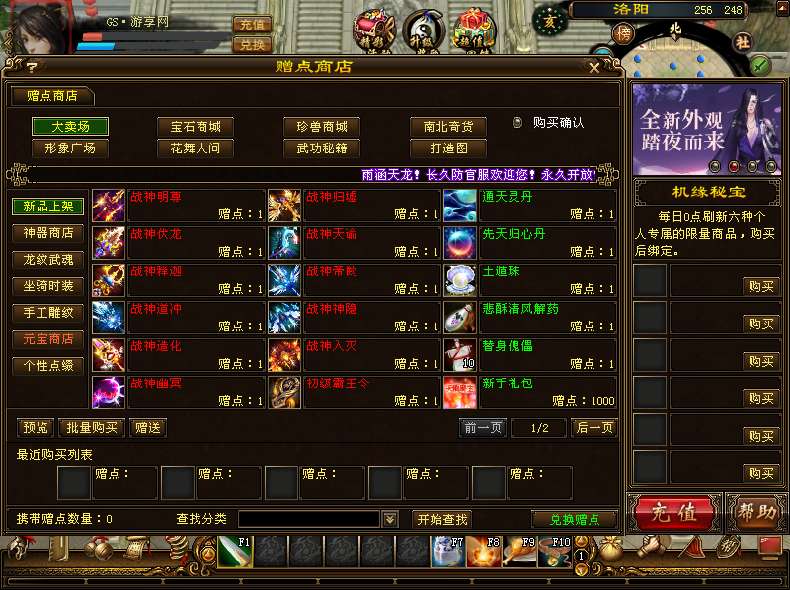 GS·游享网
充值
兑换
洛阳
256 248
榜
北
亥
社
赠点商店
赠点商店
大卖场
宝石商城
珍兽商城
南北奇货
购买确认
形象广场
花舞人间
武功秘籍
打造图
雨涵天龙!长久防官服欢迎您!永久开放!
新品上架
神器商店
龙纹武魂
坐骑时装
手工雕纹
元宝商店
个性点缀
战神明尊
赠点：1
战神归墟
赠点：1
通天灵丹
赠点：1
战神伏龙
赠点：1
战神天谕
赠点：1
先天归心丹
赠点：1
战神释迦
赠点：1
战神帝骸
赠点：1
土遁珠
赠点：1
战神道冲
赠点：1
战神神隐
赠点：1
悲酥清风解药
赠点：1
战神造化
赠点：1
战神入灭
赠点：1
10
替身傀儡
赠点：1
战神幽冥
赠点：1
初级霸王令
赠点：1
新手礼包
赠点：1000
预览
批量购买
赠送
前一页
1/2
后一页
最近购买列表
赠点：
赠点：
赠点：
赠点：
赠点：
携带赠点数量：0
查找分类
开始查找
兑换赠点
全新外观
踏夜而来
机缘秘宝
每日0点刷新六种个
人专属的限量商品，购买
后绑定。
购买
购买
购买
购买
购买
购买
充值
帮助
F1
F7
F8
F9
F10
1